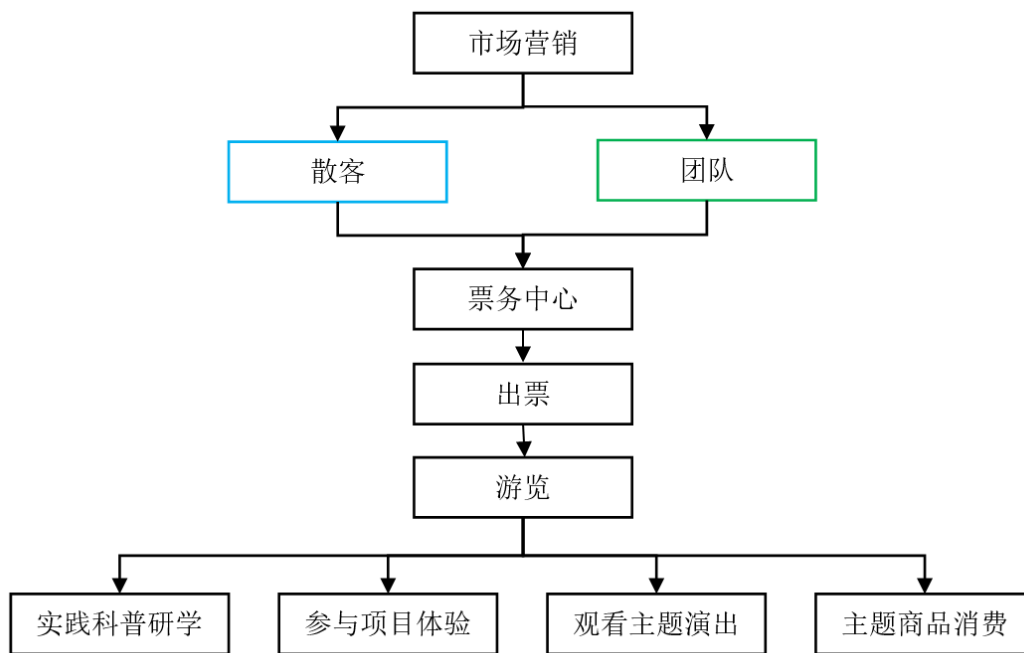 市场营销
散客
团队
票务中心
出票
游览
实践科普研学
参与项目体验
观看主题演出
主题商品消费